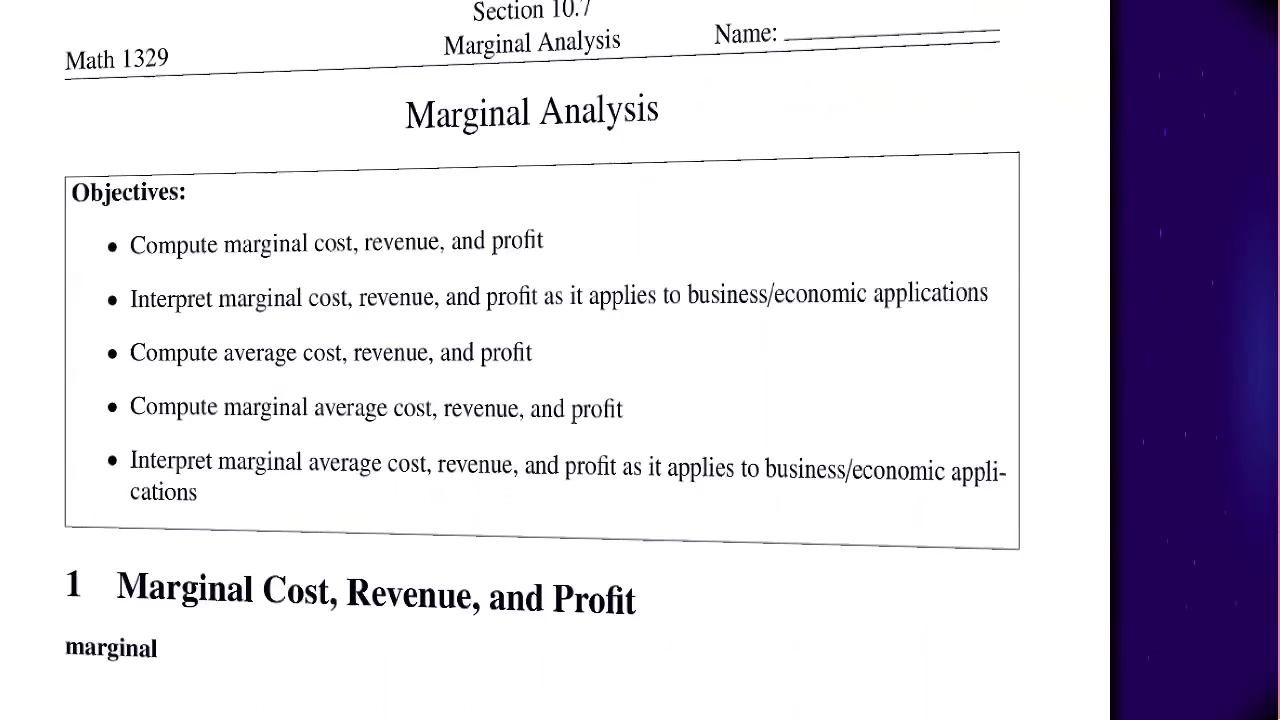 Section 10.7
Math 1329
Marginal Analysis
Name:
Marginal Analysis
Objectives:
• Compute marginal cost, revenue, and profit
• Interpret marginal cost, revenue, and profit as it applies to business/economic applications
• Compute average cost, revenue, and profit
• Compute marginal average cost, revenue, and profit
• Interpret marginal average cost, revenue, and profit as it applies to business/economic appli-
cations
1 Marginal Cost, Revenue, and Profit
marginal